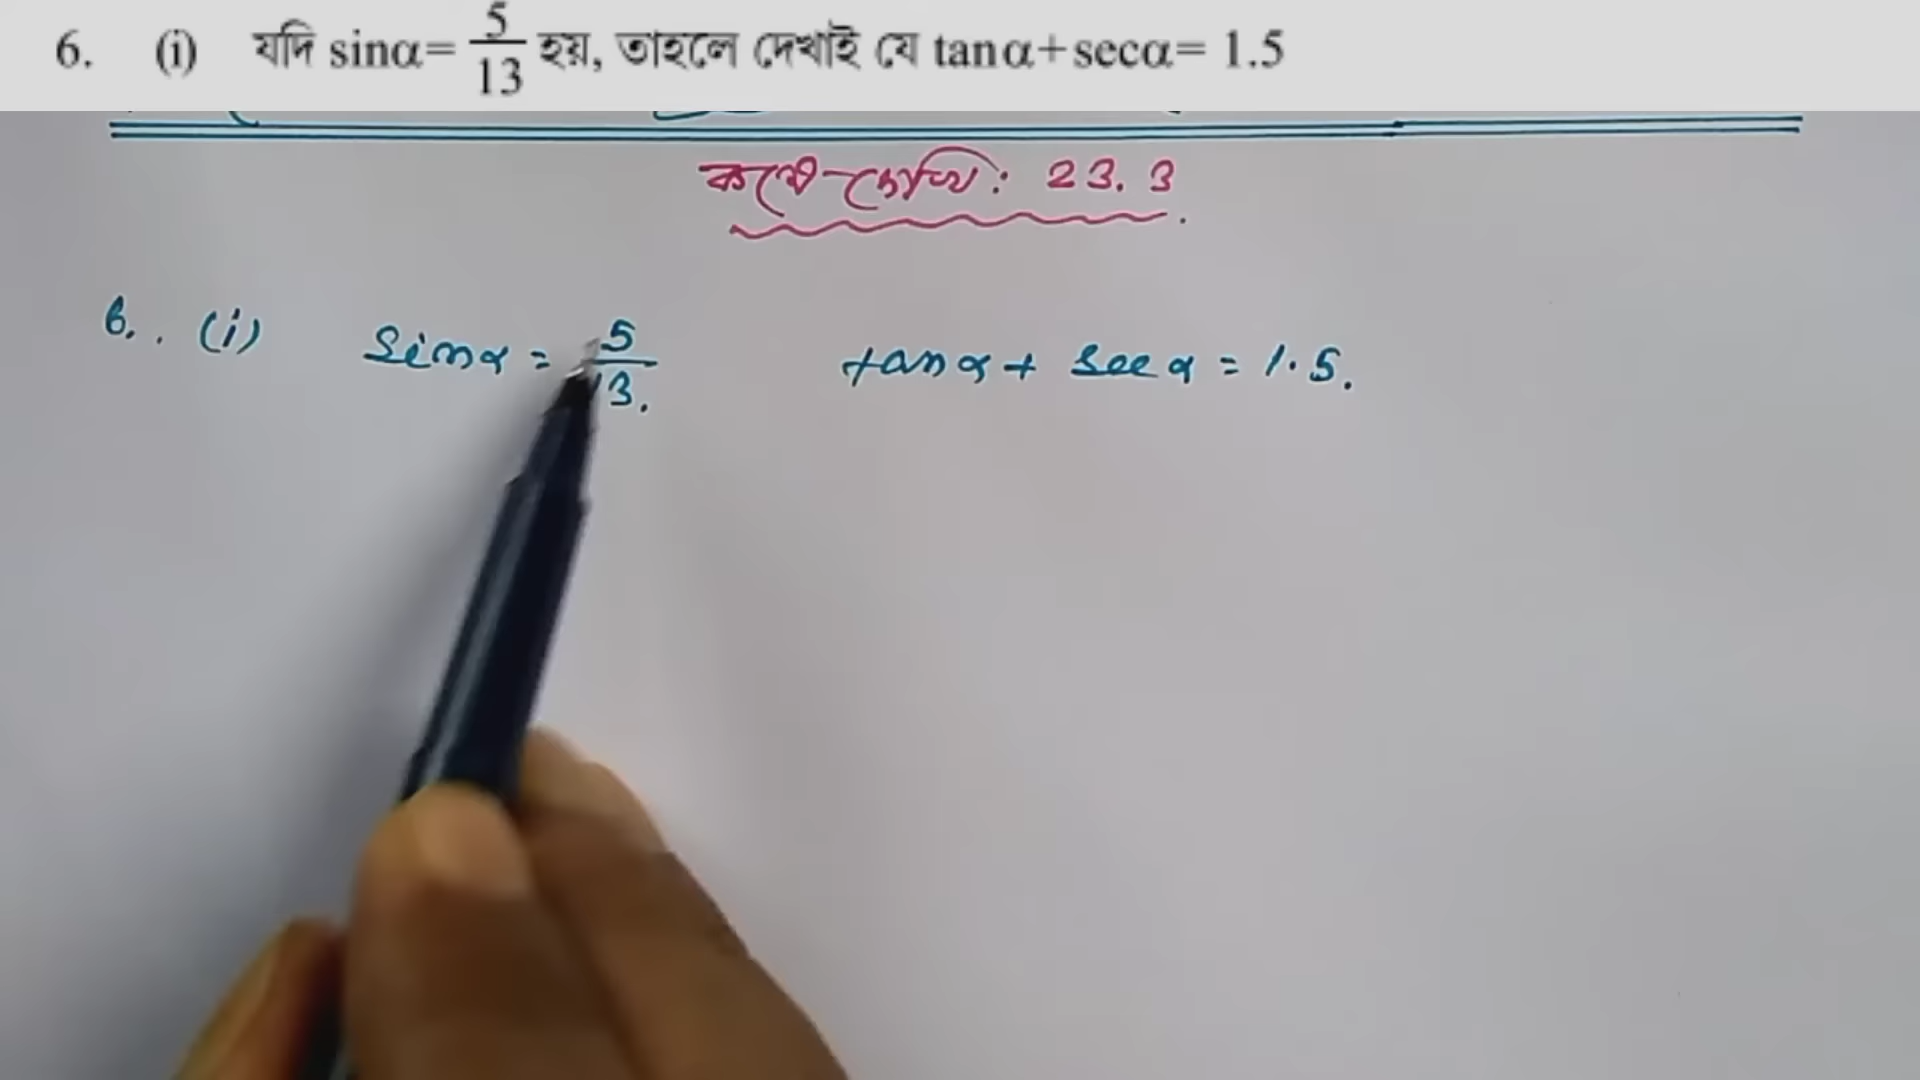 6. (i) যদি sinα= 5/13 হয়, তাহলে দেখাই যে tanα+secα= 1.5
কষে-দেখি: 23.3
6.. (i) Sinα = 5/13. tanα + Secα = 1.5.